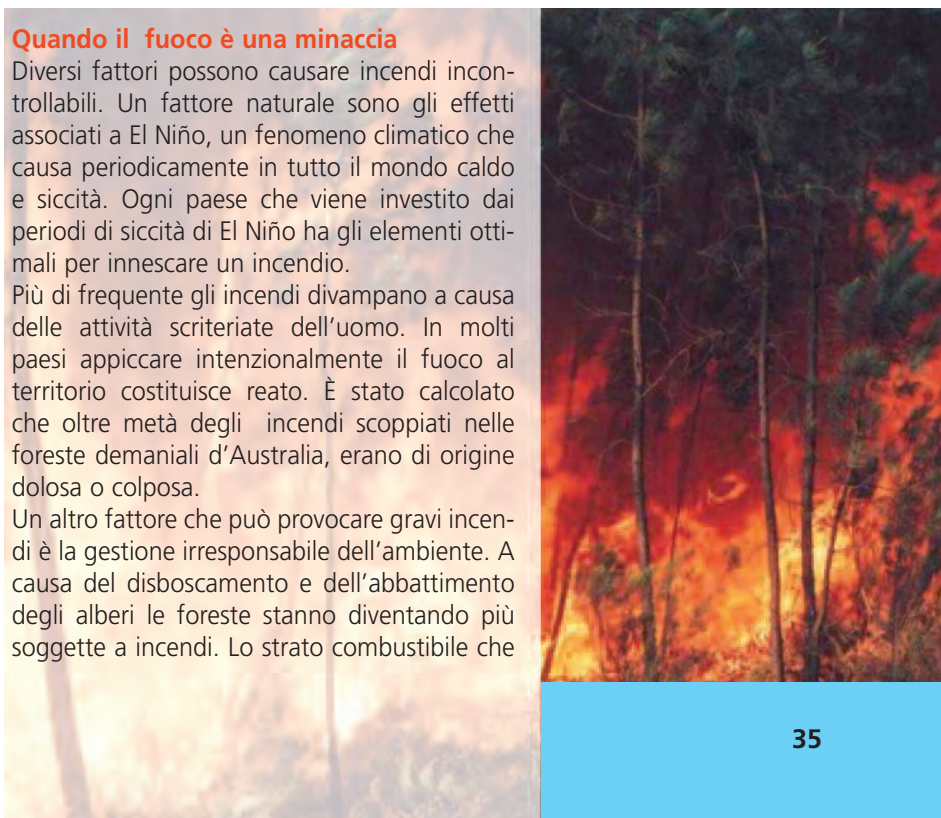 Quando il  fuoco è una minaccia
Diversi fattori possono causare incendi incon-
trollabili. Un fattore naturale sono gli effetti
associati a El Niño, un fenomeno climatico che
causa periodicamente in tutto il mondo caldo
e siccità. Ogni paese che viene investito dai
periodi di siccità di El Niño ha gli elementi otti-
mali per innescare un incendio.
Più di frequente gli incendi divampano a causa
delle attività scriteriate dell’uomo. In molti
paesi appiccare intenzionalmente il fuoco al
territorio costituisce reato. È stato calcolato
che oltre metà degli  incendi scoppiati nelle
foreste demaniali d’Australia, erano di origine
dolosa o colposa.
Un altro fattore che può provocare gravi incen-
di è la gestione irresponsabile dell’ambiente. A
causa del disboscamento e dell’abbattimento
degli alberi le foreste stanno diventando più
soggette a incendi. Lo strato combustibile che
35